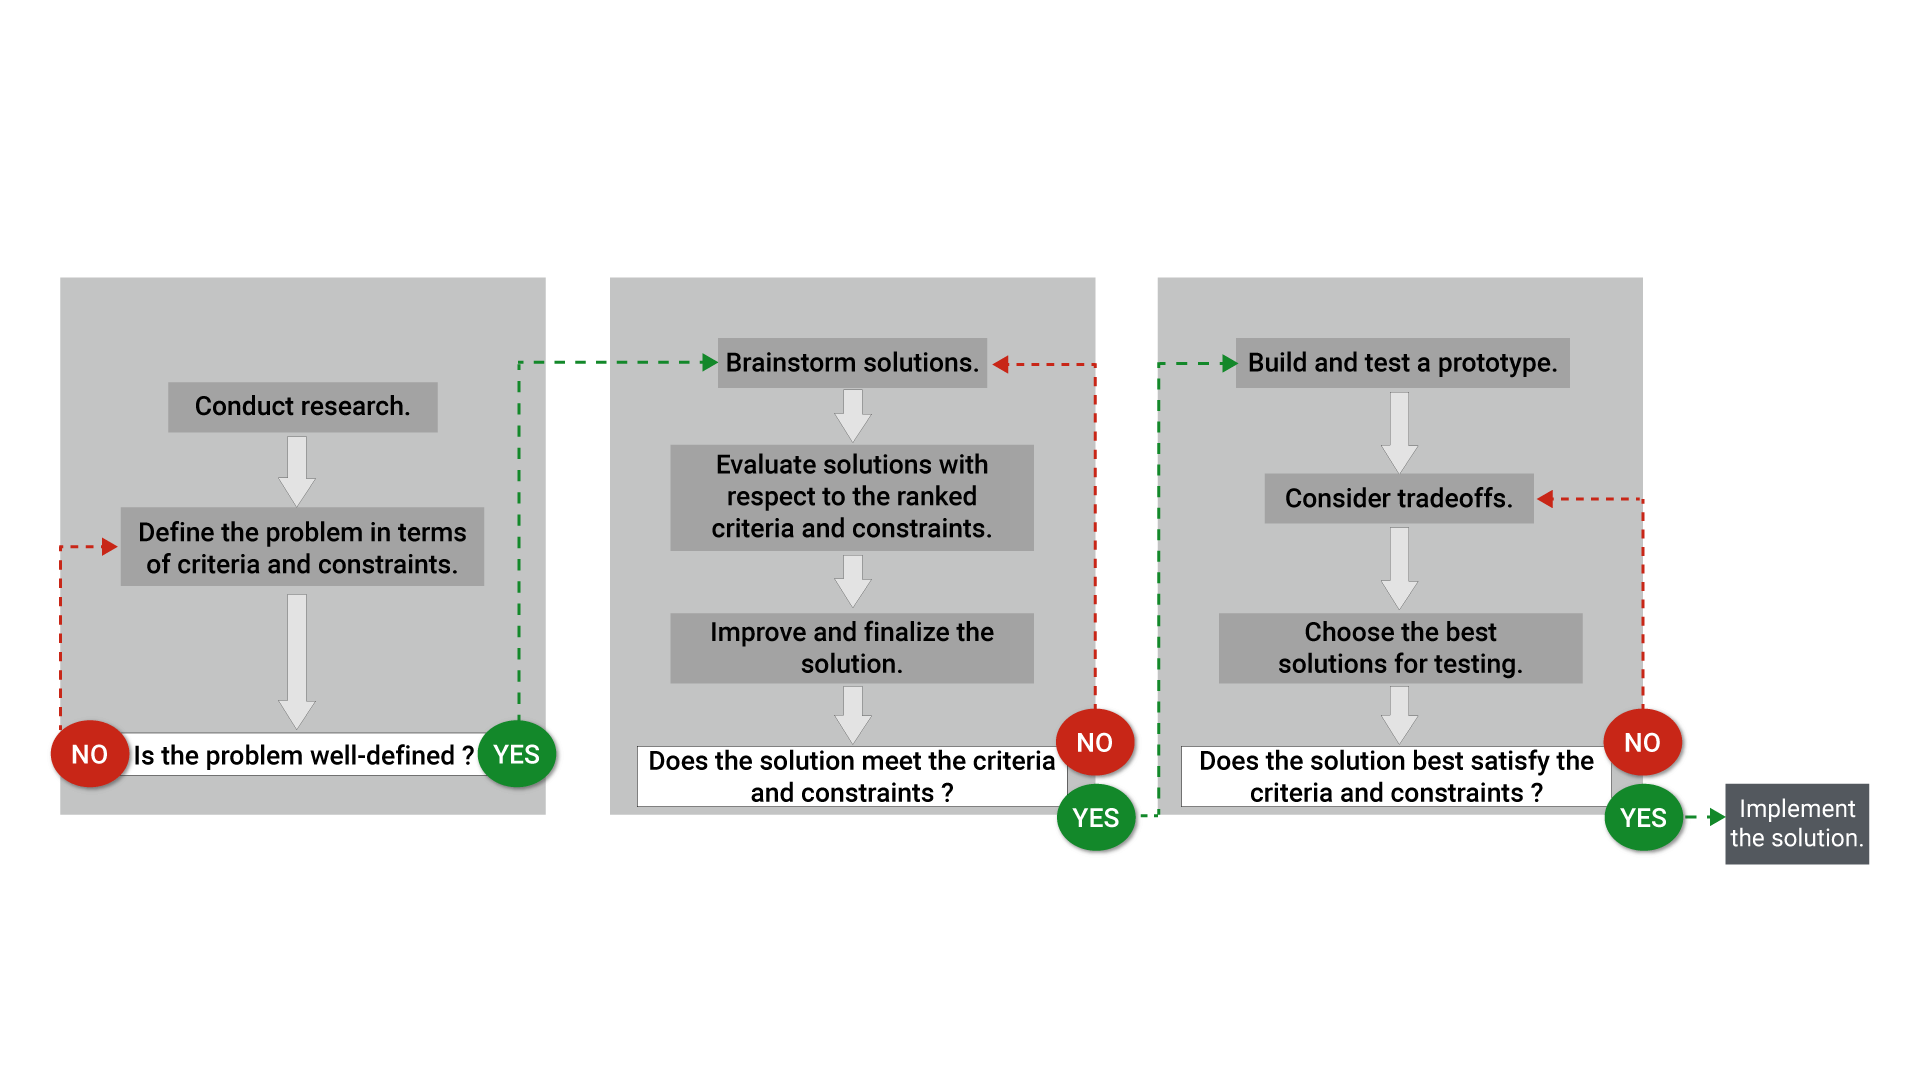 Conduct research.
Define the problem in terms
of criteria and constraints.
NO
Is the problem well-defined ?
YES
Brainstorm solutions.
Evaluate solutions with
respect to the ranked
criteria and constraints.
Improve and finalize the
solution.
Does the solution meet the criteria
and constraints ?
NO
YES
Build and test a prototype.
Consider tradeoffs.
Choose the best
solutions for testing.
Does the solution best satisfy the
criteria and constraints ?
NO
YES
Implement
the solution.